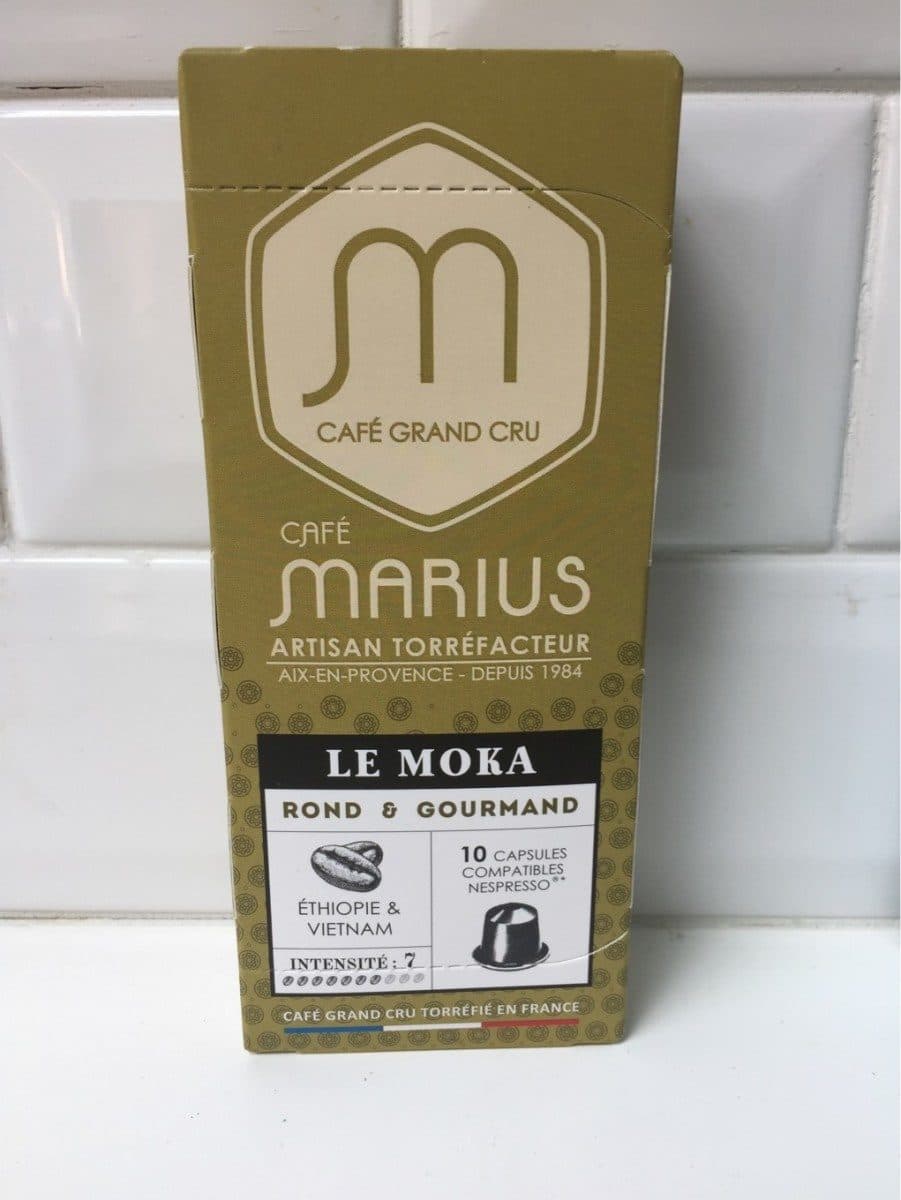 M
CAFÉ GRAND CRU
CAFÉ
MARIUS
ARTISAN TORRÉFACTEUR
AIX-EN-PROVENCE - DEPUIS 1984
LE MOKA
ROND & GOURMAND
ÉTHIOPIE &
VIETNAM
INTENSITÉ : 7
10 CAPSULES
COMPATIBLES
NESPRESSO®*
CAFÉ GRAND CRU TORRÉFIÉ EN FRANCE